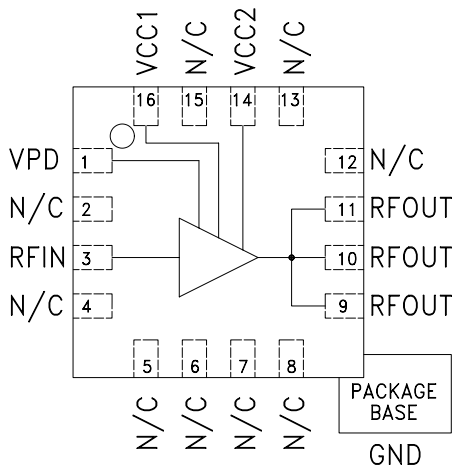 VCC1
N/C
VCC2
N/C
16
15
14
13
VPD
1
12
N/C
N/C
2
11
RFOUT
RFIN
3
10
RFOUT
N/C
4
9
RFOUT
5
6
7
8
N/C
N/C
N/C
N/C
PACKAGE
BASE
GND